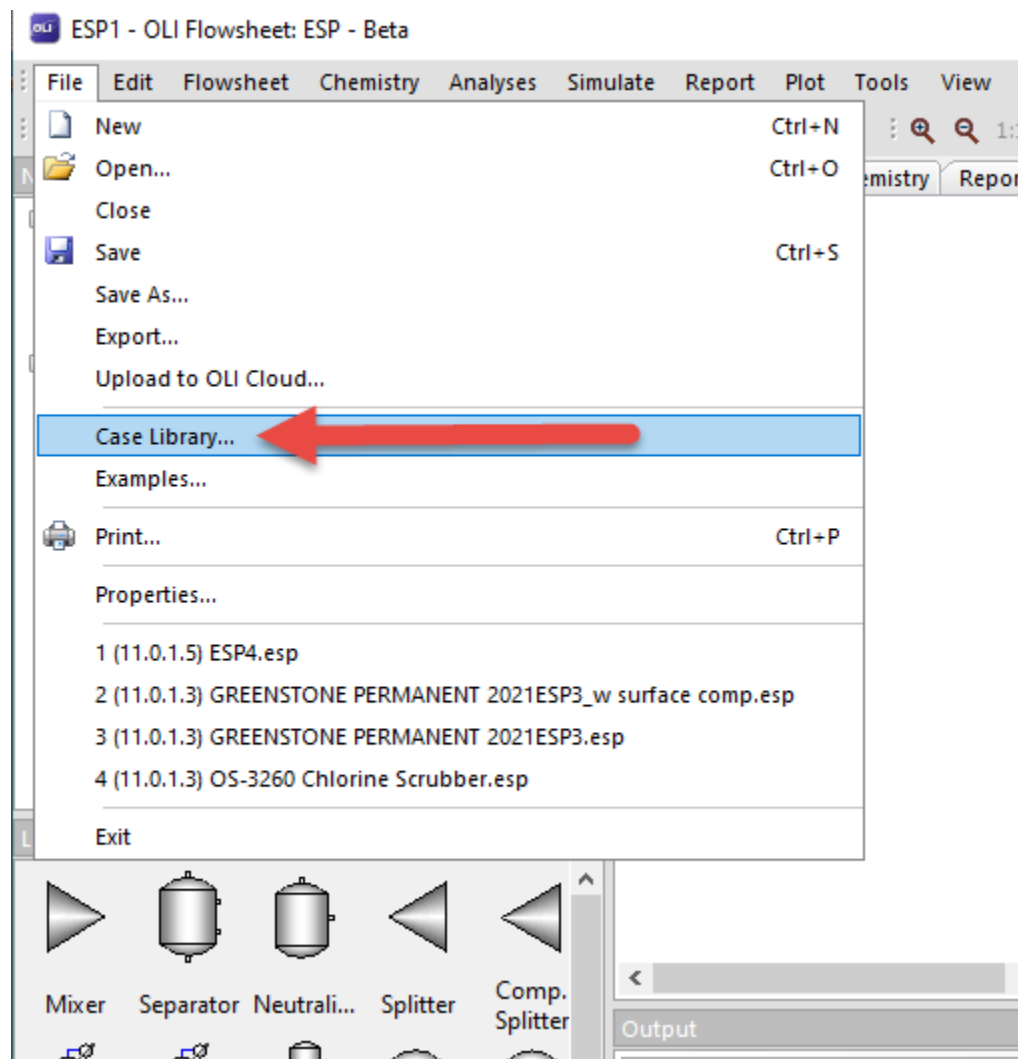 OLI ESP1 - OLI Flowsheet: ESP - Beta
File Edit Flowsheet Chemistry Analyses Simulate Report Plot Tools View
New Ctrl+N
Open... Ctrl+O
emistry Repor
Close
Save Ctrl+S
Save As...
Export...
Upload to OLI Cloud...
Case Library...
Examples...
Print... Ctrl+P
Properties...
1 (11.0.1.5) ESP4.esp
2 (11.0.1.3) GREENSTONE PERMANENT 2021ESP3_w surface comp.esp
3 (11.0.1.3) GREENSTONE PERMANENT 2021ESP3.esp
4 (11.0.1.3) OS-3260 Chlorine Scrubber.esp
Exit
Mixer Separator Neutrali... Splitter Comp. Splitter
Output